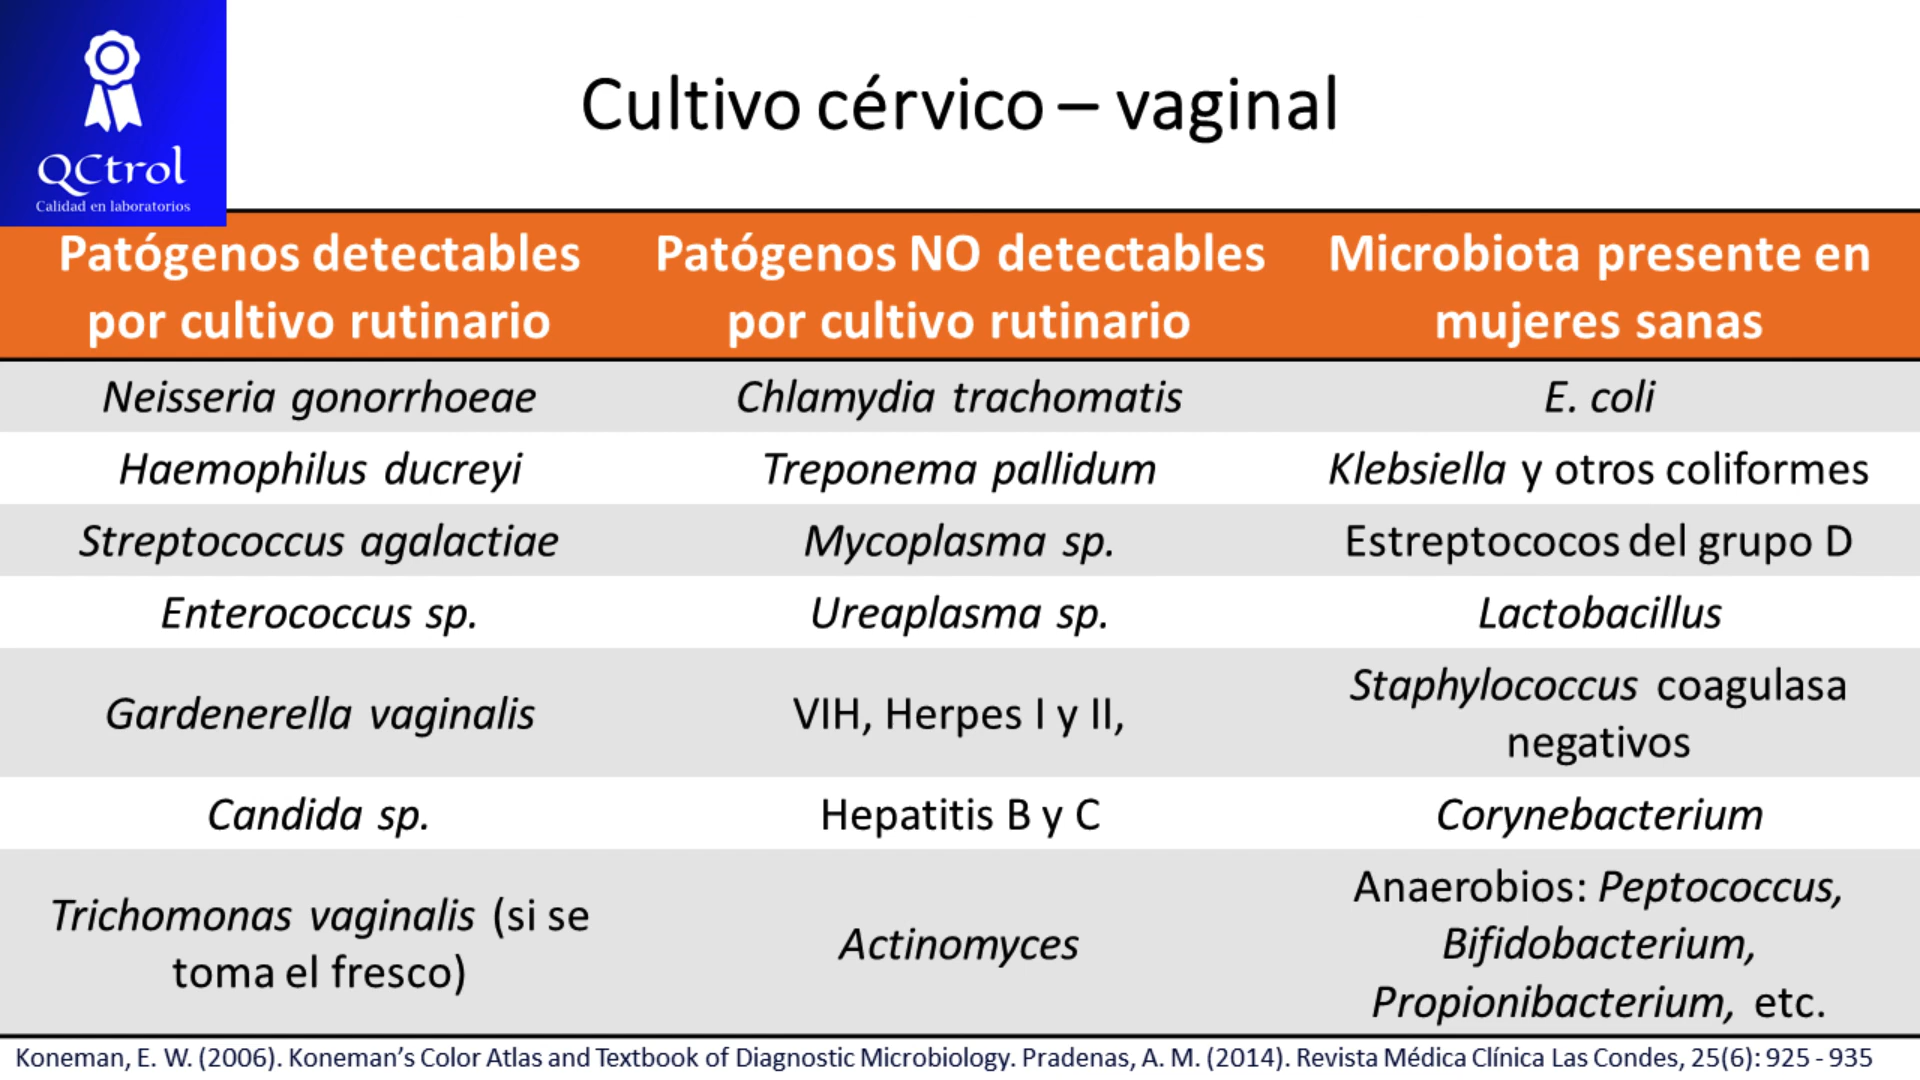 QCtrol
Calidad en laboratorios
Cultivo cérvico – vaginal
Patógenos detectables
por cultivo rutinario
Patógenos NO detectables
por cultivo rutinario
Microbiota presente en
mujeres sanas
Neisseria gonorrhoeae
Chlamydia trachomatis
E. coli
Haemophilus ducreyi
Treponema pallidum
Klebsiella y otros coliformes
Streptococcus agalactiae
Mycoplasma sp.
Estreptococos del grupo D
Enterococcus sp.
Ureaplasma sp.
Lactobacillus
Gardenerella vaginalis
VIH, Herpes I y II,
Staphylococcus coagulasa
negativos
Candida sp.
Hepatitis B y C
Corynebacterium
Trichomonas vaginalis (si se
toma el fresco)
Actinomyces
Anaerobios: Peptococcus,
Bifidobacterium,
Propionibacterium, etc.
Koneman, E. W. (2006). Koneman’s Color Atlas and Textbook of Diagnostic Microbiology. Pradenas, A. M. (2014). Revista Médica Clínica Las Condes, 25(6): 925 - 935